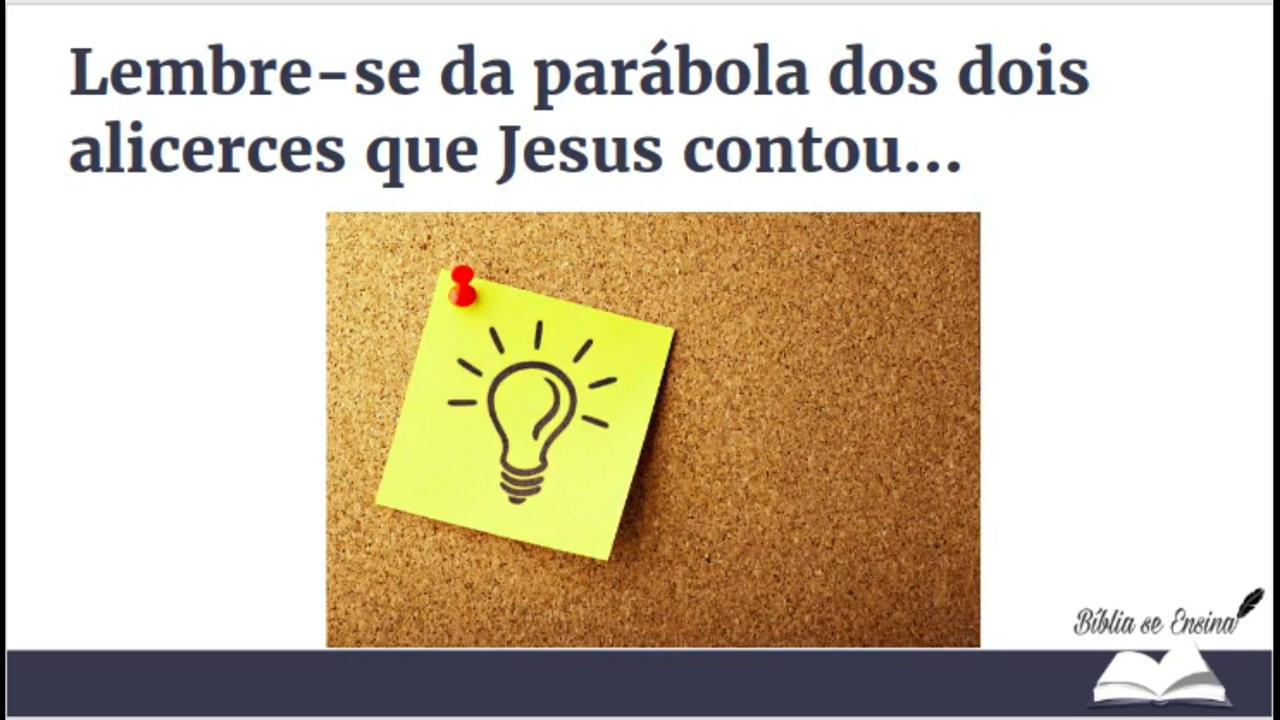 Lembre-se da parábola dos dois
alicerces que Jesus contou...
Bíblia se Ensina